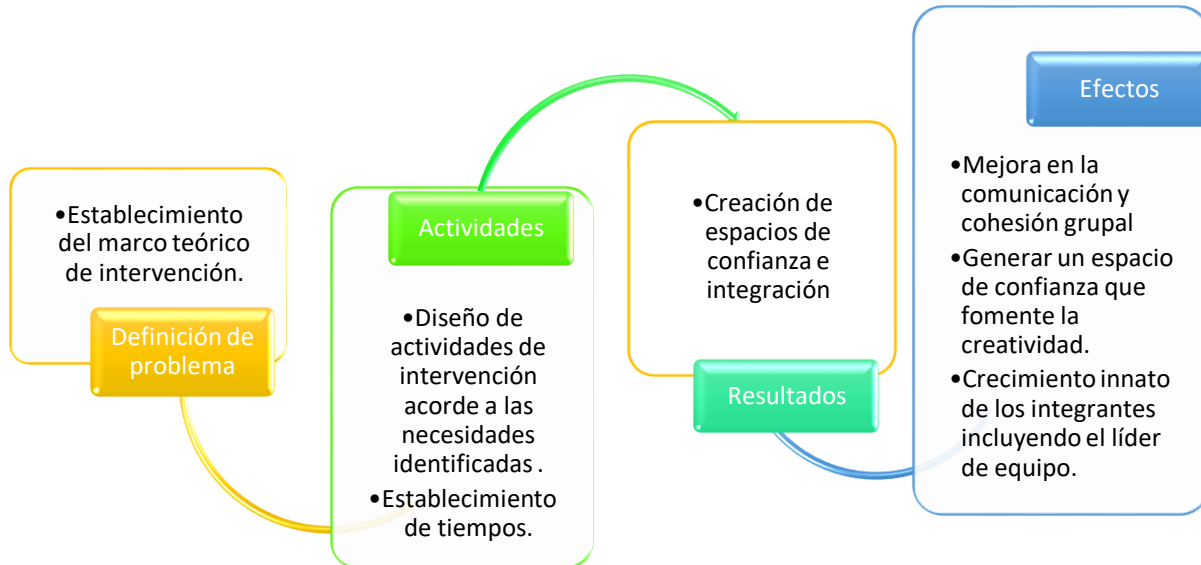 •Establecimiento
del marco teórico
de intervención.
Definición de
problema
Actividades
•Diseño de
actividades de
intervención
acorde a las
necesidades
identificadas .
•Establecimiento
de tiempos.
•Creación de
espacios de
confianza e
integración
Resultados
Efectos
•Mejora en la
comunicación y
cohesión grupal
•Generar un espacio
de confianza que
fomente la
creatividad.
•Crecimiento innato
de los integrantes
incluyendo el líder
de equipo.